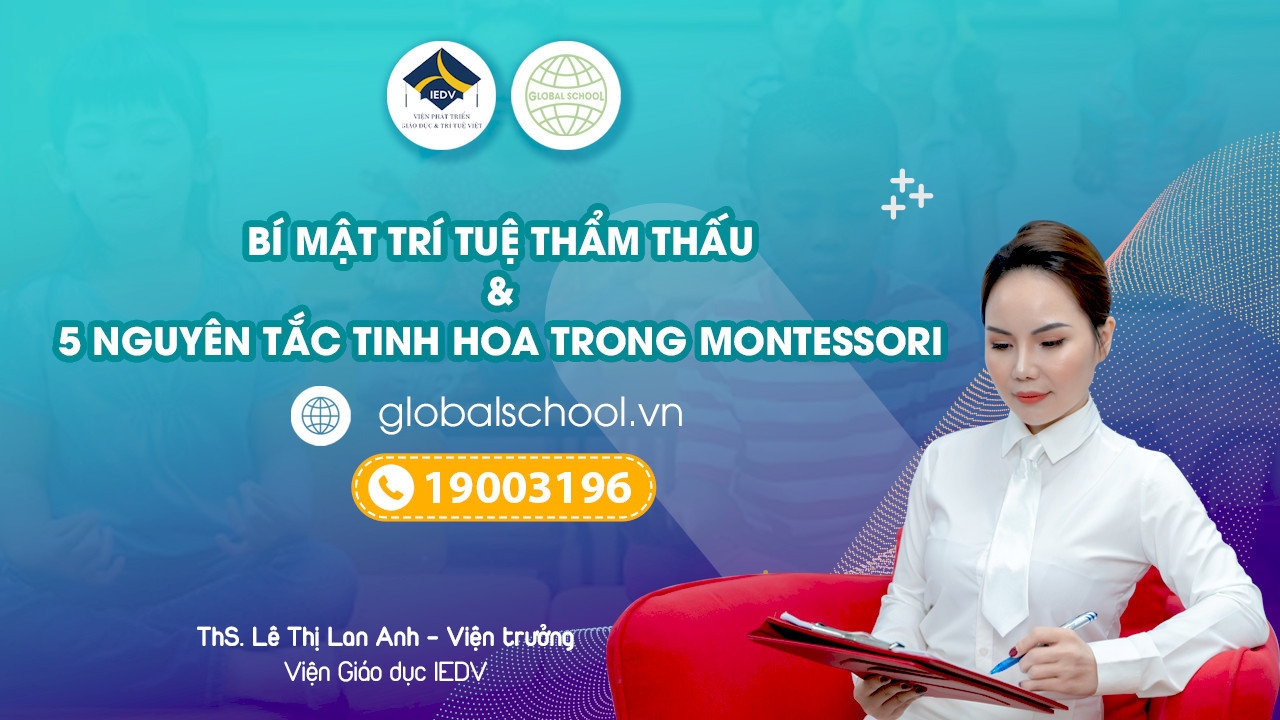 IEDV
VIỆN PHÁT TRIỂN
GIÁO DỤC & TRÍ TUỆ VIỆT
GLOBAL SCHOOL
BÍ MẬT TRÍ TUỆ THẨM THẤU
&
5 NGUYÊN TẮC TINH HOA TRONG MONTESSORI
globalschool.vn
19003196
ThS. Lê Thị Lan Anh - Viện trưởng
Viện Giáo dục IEDV